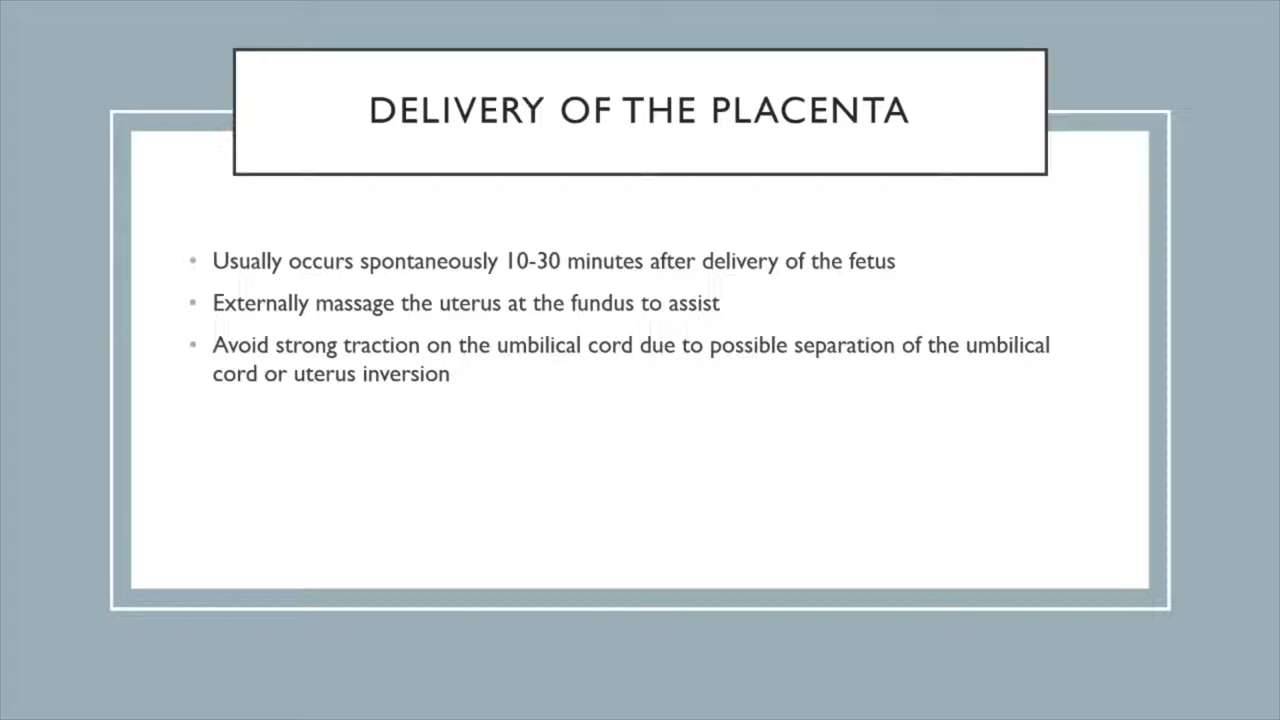 DELIVERY OF THE PLACENTA
• Usually occurs spontaneously 10-30 minutes after delivery of the fetus
• Externally massage the uterus at the fundus to assist
• Avoid strong traction on the umbilical cord due to possible separation of the umbilical
cord or uterus inversion